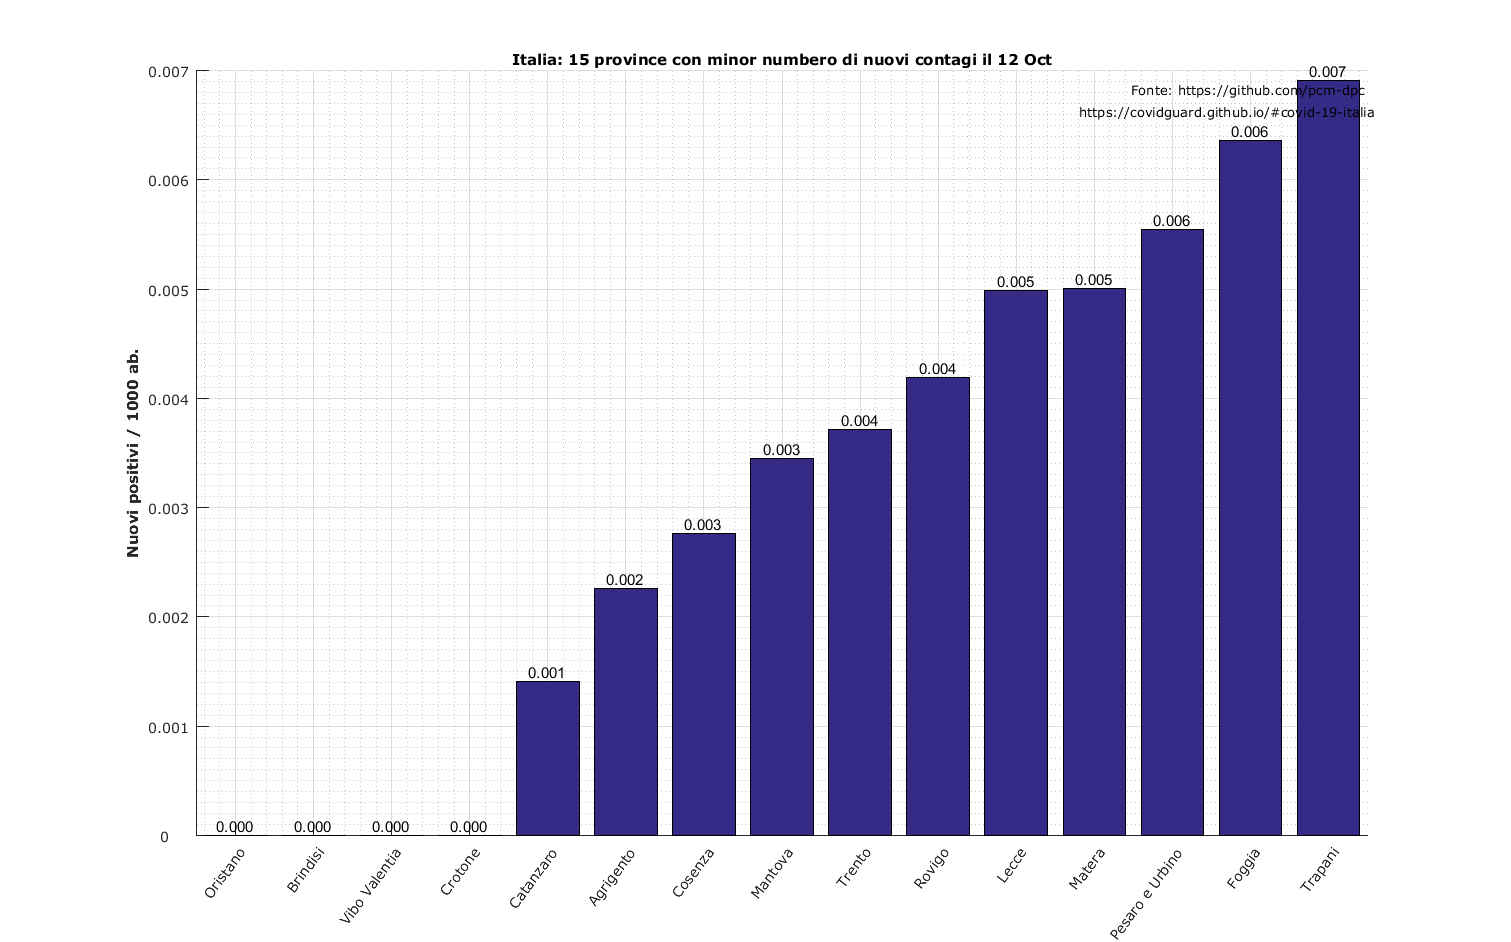 Italia: 15 province con minor numbero di nuovi contagi il 12 Oct
Fonte: https://github.com/pcm-dpc
https://covidguard.github.io/#covid-19-italia
Nuovi positivi / 1000 ab.
0.007
0.006
0.005
0.004
0.003
0.002
0.001
0
0.000
0.000
0.000
0.000
0.001
0.002
0.003
0.003
0.004
0.004
0.005
0.005
0.006
0.006
0.007
Oristano
Brindisi
Vibo Valentia
Crotone
Catanzaro
Agrigento
Cosenza
Mantova
Trento
Rovigo
Lecce
Matera
Pesaro e Urbino
Foggia
Trapani